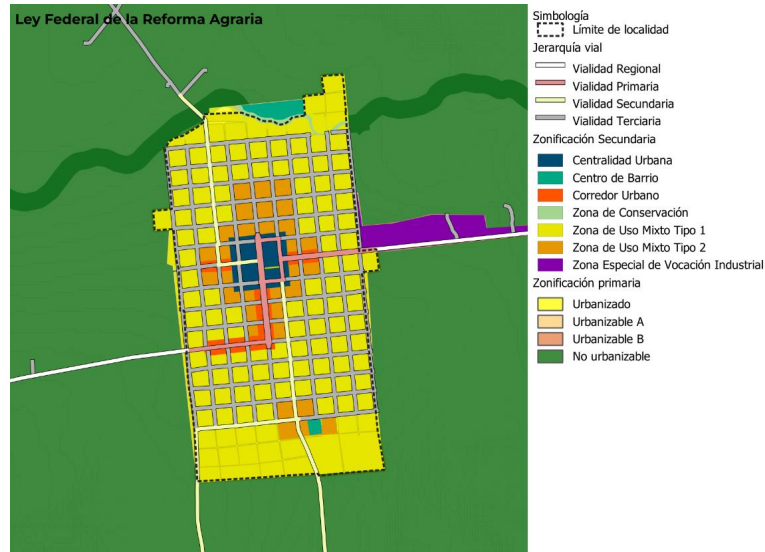 Ley Federal de la Reforma Agraria
Simbología
Límite de localidad
Jerarquía vial
Vialidad Regional
Vialidad Primaria
Vialidad Secundaria
Vialidad Terciaria
Zonificación Secundaria
Centralidad Urbana
Centro de Barrio
Corredor Urbano
Zona de Conservación
Zona de Uso Mixto Tipo 1
Zona de Uso Mixto Tipo 2
Zona Especial de Vocación Industrial
Zonificación primaria
Urbanizado
Urbanizable A
Urbanizable B
No urbanizable